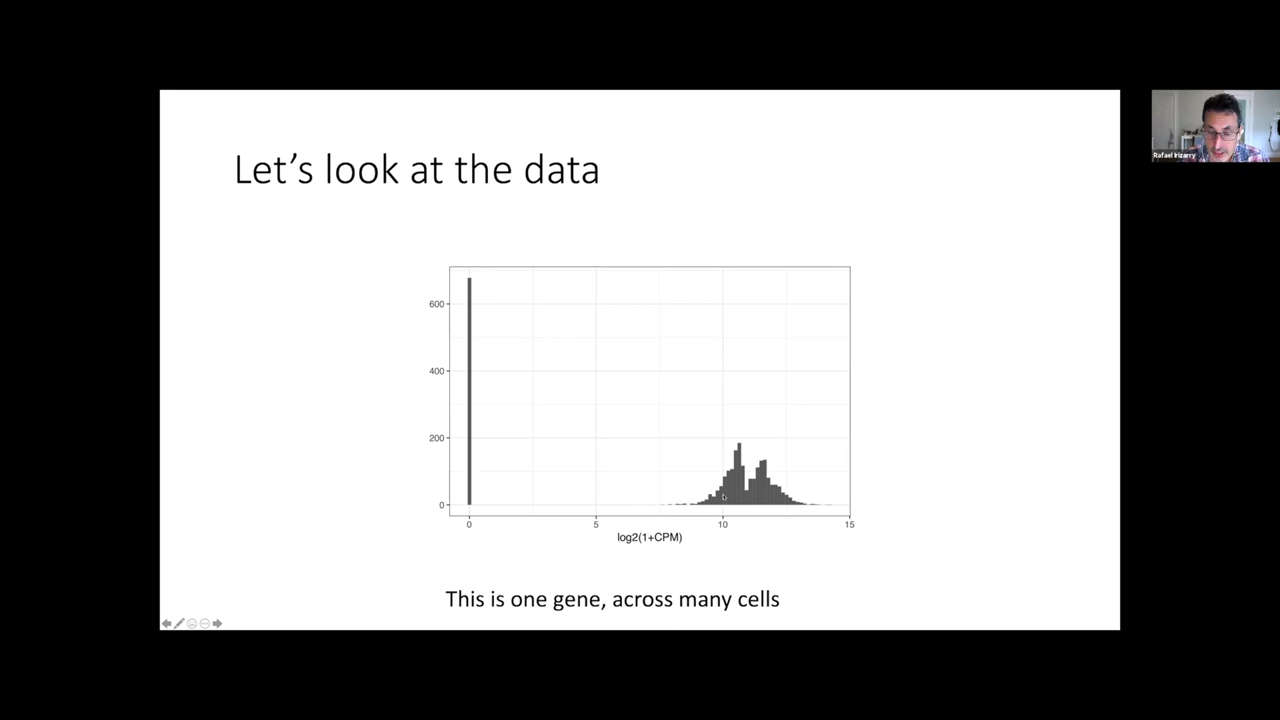 Let's look at the data
Rafael Irizarry
600
400
200
0
0 5 10 15
log2(1+CPM)
This is one gene, across many cells